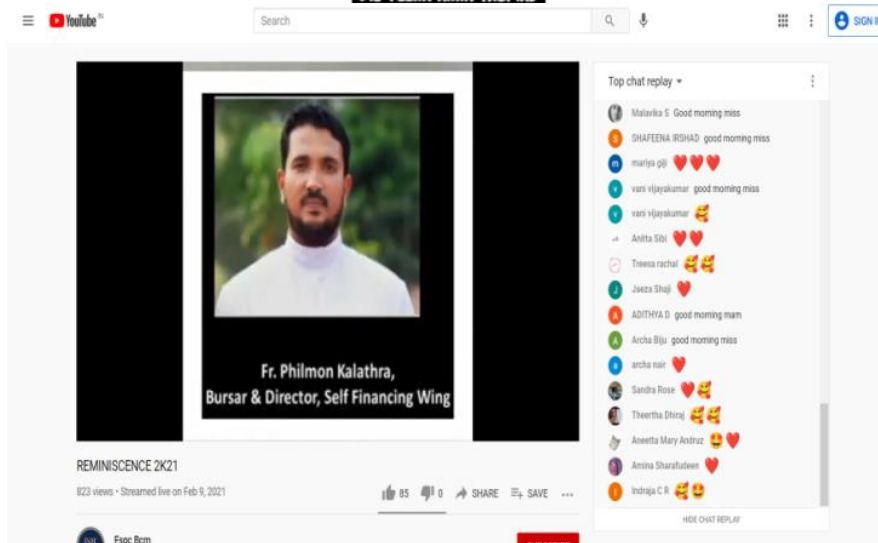 YouTube IN
Search
SIGN I
Fr. Philmon Kalathra,
Bursar & Director, Self Financing Wing
REMINISCENCE 2K21
823 views • Streamed live on Feb 9, 2021
85 0 SHARE SAVE ...
Esoc Bcm
Top chat replay
Malavika S Good morning miss
S SHAFEENA IRSHAD good morning miss
m mariya giji
v vani vijayakumar good morning miss
v vani vijayakumar
Anitta Sibi
Treesa rachal
J Jaeza Shaji
A ADITHYA D good morning mam
A Archa Biju good morning miss
a archa nair
Sandra Rose
Theertha Dhiraj
Aneetta Mary Andruz
Amina Sharafudeen
I Indraja C R
HIDE CHAT REPLAY